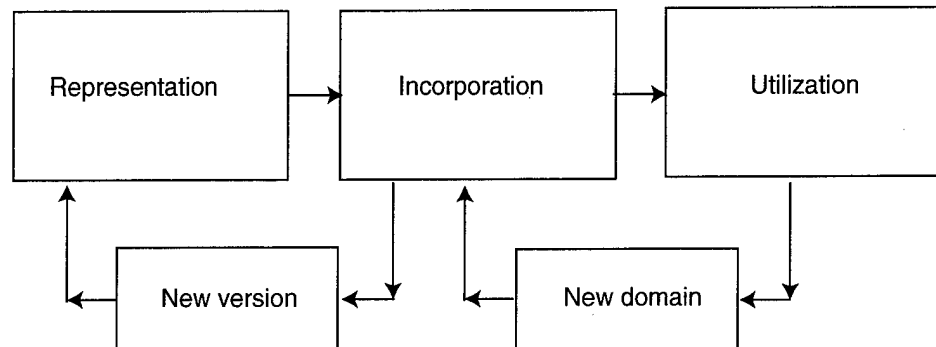 Representation
Incorporation
Utilization
New version
New domain